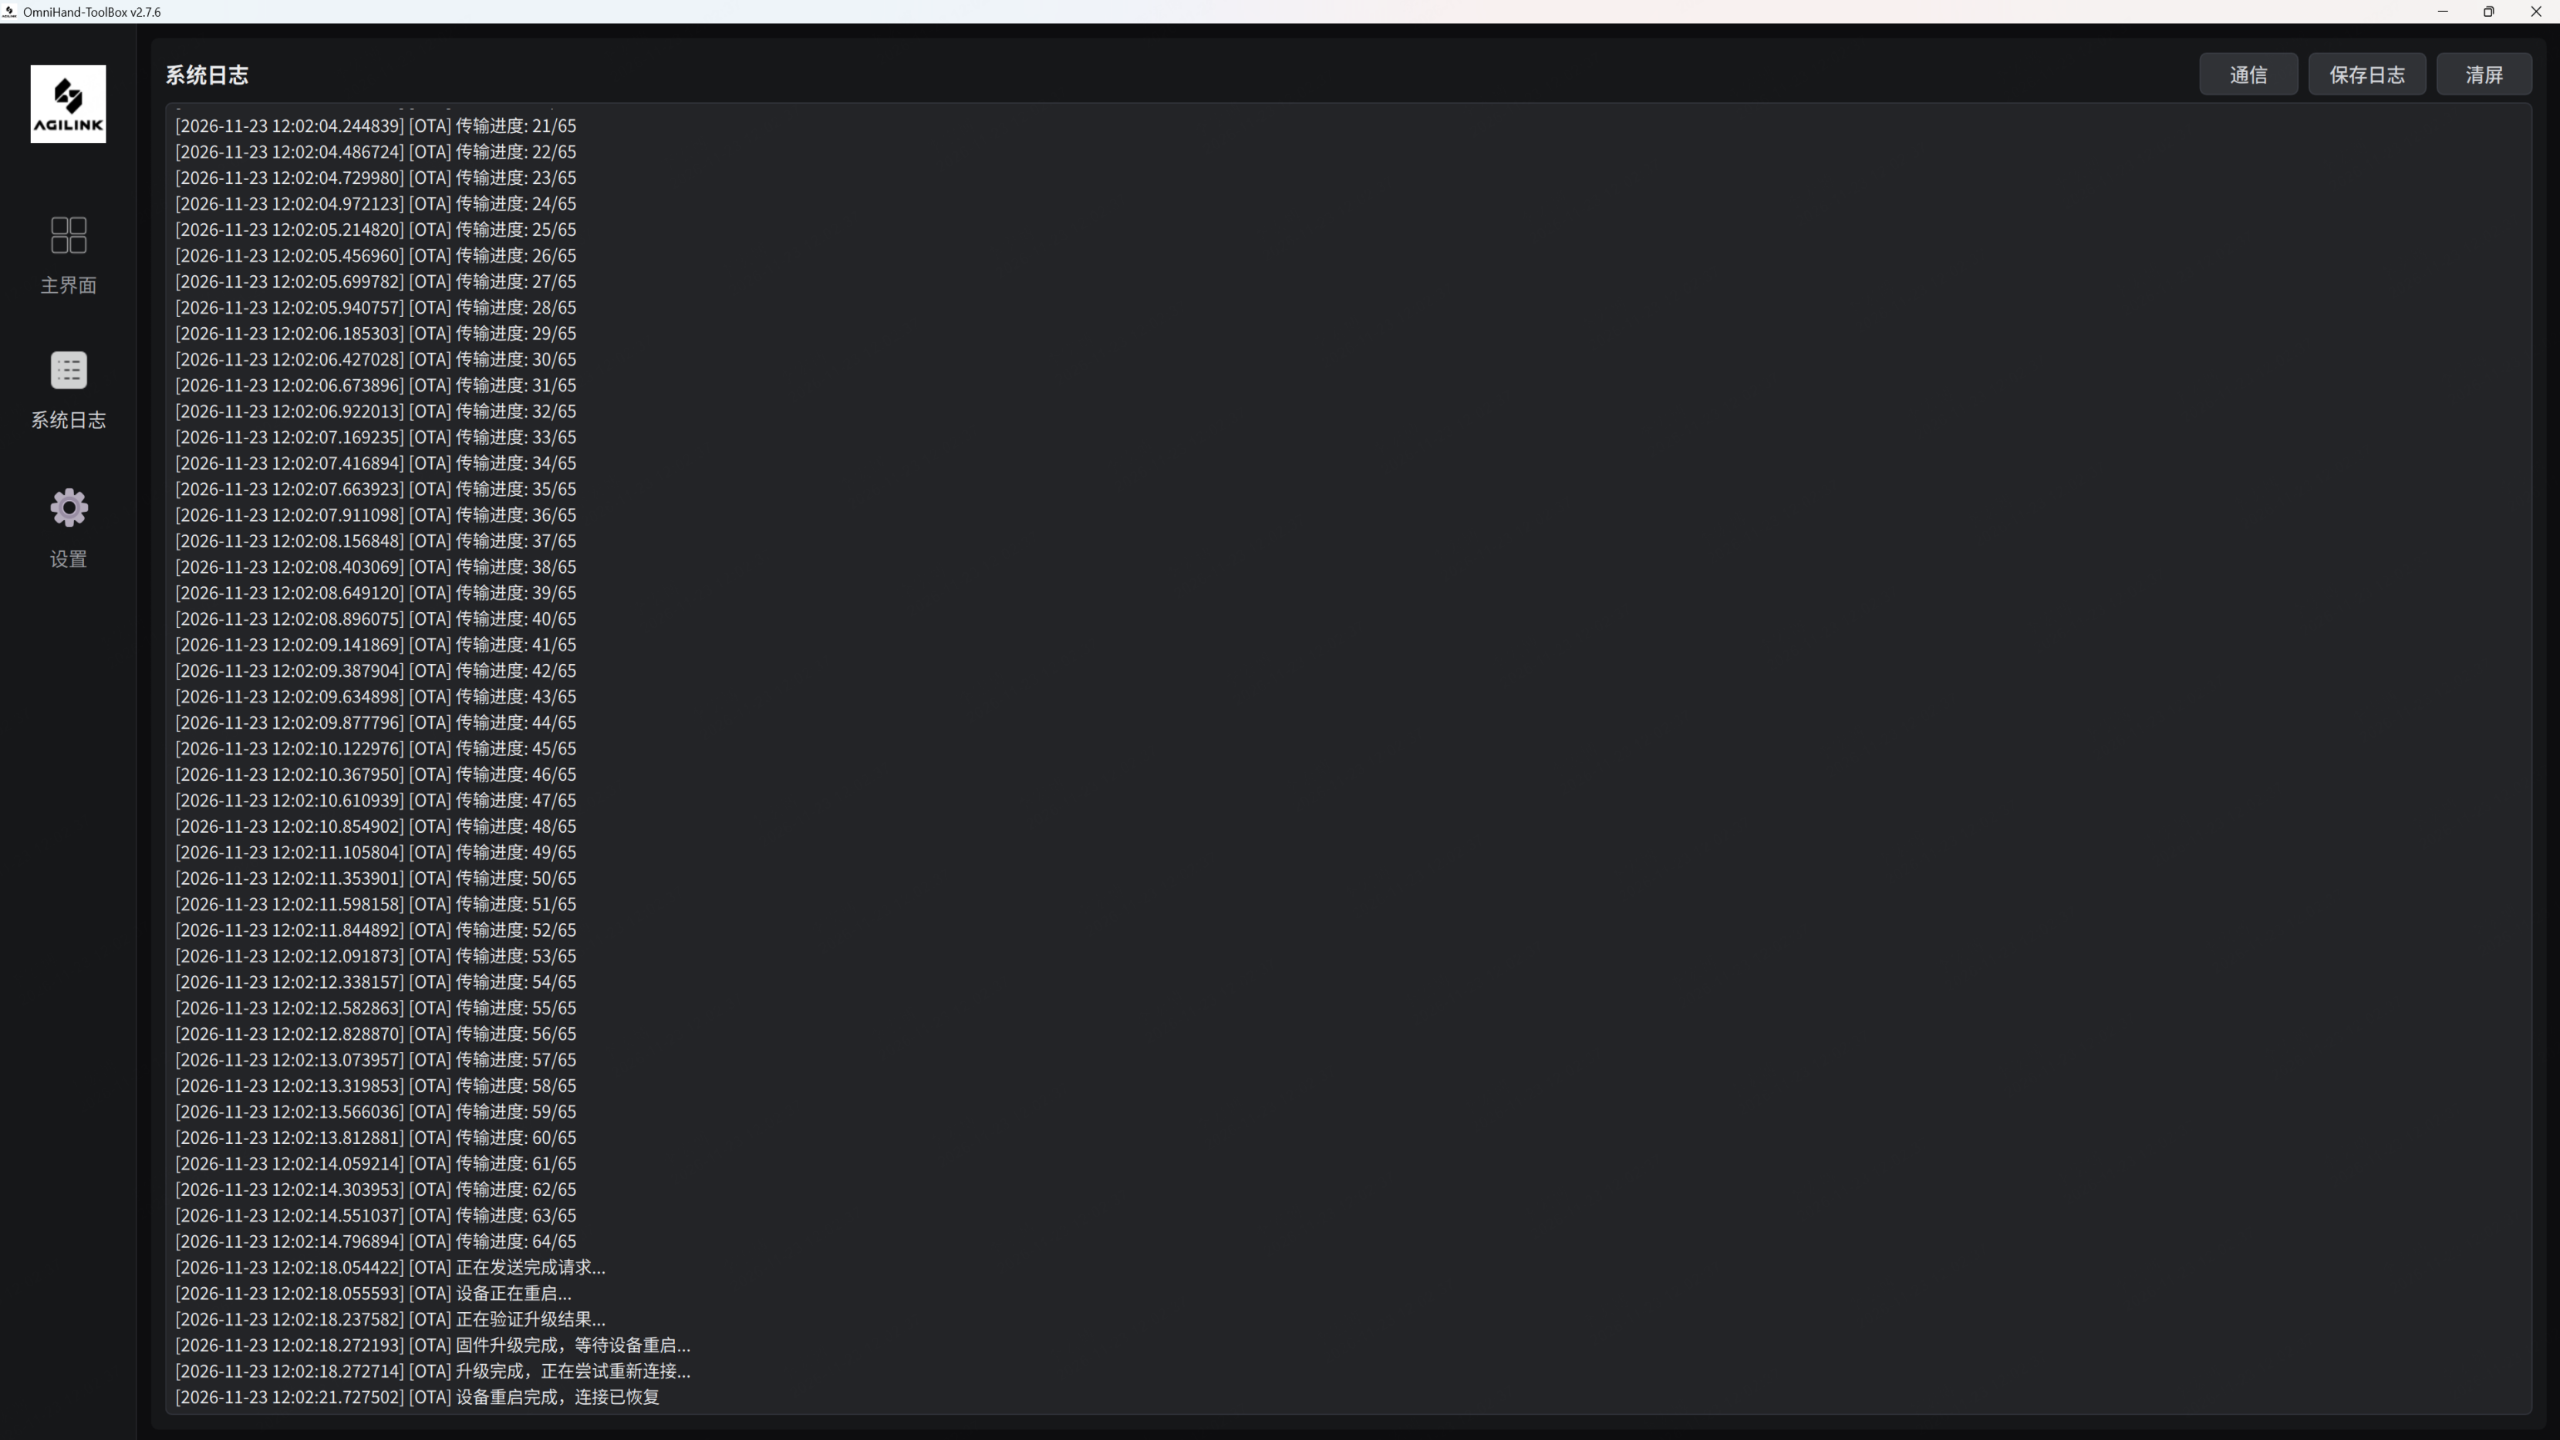 OmniHand-ToolBox v2.7.6
AGILINK
主界面
系统日志
设置
系统日志
通信
保存日志
清屏
[2026-11-23 12:02:04.244839] [OTA] 传输进度: 21/65
[2026-11-23 12:02:04.486724] [OTA] 传输进度: 22/65
[2026-11-23 12:02:04.729980] [OTA] 传输进度: 23/65
[2026-11-23 12:02:04.972123] [OTA] 传输进度: 24/65
[2026-11-23 12:02:05.214820] [OTA] 传输进度: 25/65
[2026-11-23 12:02:05.456960] [OTA] 传输进度: 26/65
[2026-11-23 12:02:05.699782] [OTA] 传输进度: 27/65
[2026-11-23 12:02:05.940757] [OTA] 传输进度: 28/65
[2026-11-23 12:02:06.185303] [OTA] 传输进度: 29/65
[2026-11-23 12:02:06.427028] [OTA] 传输进度: 30/65
[2026-11-23 12:02:06.673896] [OTA] 传输进度: 31/65
[2026-11-23 12:02:06.922013] [OTA] 传输进度: 32/65
[2026-11-23 12:02:07.169235] [OTA] 传输进度: 33/65
[2026-11-23 12:02:07.416894] [OTA] 传输进度: 34/65
[2026-11-23 12:02:07.663923] [OTA] 传输进度: 35/65
[2026-11-23 12:02:07.911098] [OTA] 传输进度: 36/65
[2026-11-23 12:02:08.156848] [OTA] 传输进度: 37/65
[2026-11-23 12:02:08.403069] [OTA] 传输进度: 38/65
[2026-11-23 12:02:08.649120] [OTA] 传输进度: 39/65
[2026-11-23 12:02:08.896075] [OTA] 传输进度: 40/65
[2026-11-23 12:02:09.141869] [OTA] 传输进度: 41/65
[2026-11-23 12:02:09.387904] [OTA] 传输进度: 42/65
[2026-11-23 12:02:09.634898] [OTA] 传输进度: 43/65
[2026-11-23 12:02:09.877796] [OTA] 传输进度: 44/65
[2026-11-23 12:02:10.122976] [OTA] 传输进度: 45/65
[2026-11-23 12:02:10.367950] [OTA] 传输进度: 46/65
[2026-11-23 12:02:10.610939] [OTA] 传输进度: 47/65
[2026-11-23 12:02:10.854902] [OTA] 传输进度: 48/65
[2026-11-23 12:02:11.105804] [OTA] 传输进度: 49/65
[2026-11-23 12:02:11.353901] [OTA] 传输进度: 50/65
[2026-11-23 12:02:11.598158] [OTA] 传输进度: 51/65
[2026-11-23 12:02:11.844892] [OTA] 传输进度: 52/65
[2026-11-23 12:02:12.091873] [OTA] 传输进度: 53/65
[2026-11-23 12:02:12.338157] [OTA] 传输进度: 54/65
[2026-11-23 12:02:12.582863] [OTA] 传输进度: 55/65
[2026-11-23 12:02:12.828870] [OTA] 传输进度: 56/65
[2026-11-23 12:02:13.073957] [OTA] 传输进度: 57/65
[2026-11-23 12:02:13.319853] [OTA] 传输进度: 58/65
[2026-11-23 12:02:13.566036] [OTA] 传输进度: 59/65
[2026-11-23 12:02:13.812881] [OTA] 传输进度: 60/65
[2026-11-23 12:02:14.059214] [OTA] 传输进度: 61/65
[2026-11-23 12:02:14.303953] [OTA] 传输进度: 62/65
[2026-11-23 12:02:14.551037] [OTA] 传输进度: 63/65
[2026-11-23 12:02:14.796894] [OTA] 传输进度: 64/65
[2026-11-23 12:02:18.054422] [OTA] 正在发送完成请求...
[2026-11-23 12:02:18.055593] [OTA] 设备正在重启...
[2026-11-23 12:02:18.237582] [OTA] 正在验证升级结果...
[2026-11-23 12:02:18.272193] [OTA] 固件升级完成，等待设备重启...
[2026-11-23 12:02:18.272714] [OTA] 升级完成，正在尝试重新连接...
[2026-11-23 12:02:21.727502] [OTA] 设备重启完成，连接已恢复